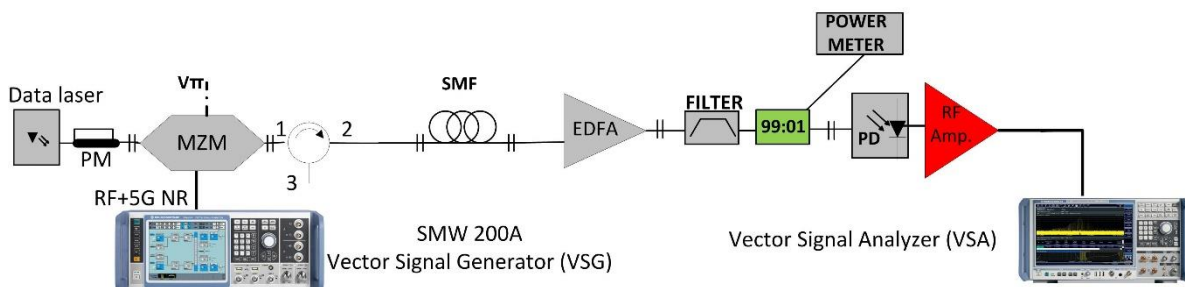 POWER
METER
Vπ
SMF
Data laser
FILTER
1
2
EDFA
99:01
RF
Amp.
MZM
PM
PD
3
RF+5G NR
SMW 200A
Vector Signal Generator (VSG)
Vector Signal Analyzer (VSA)